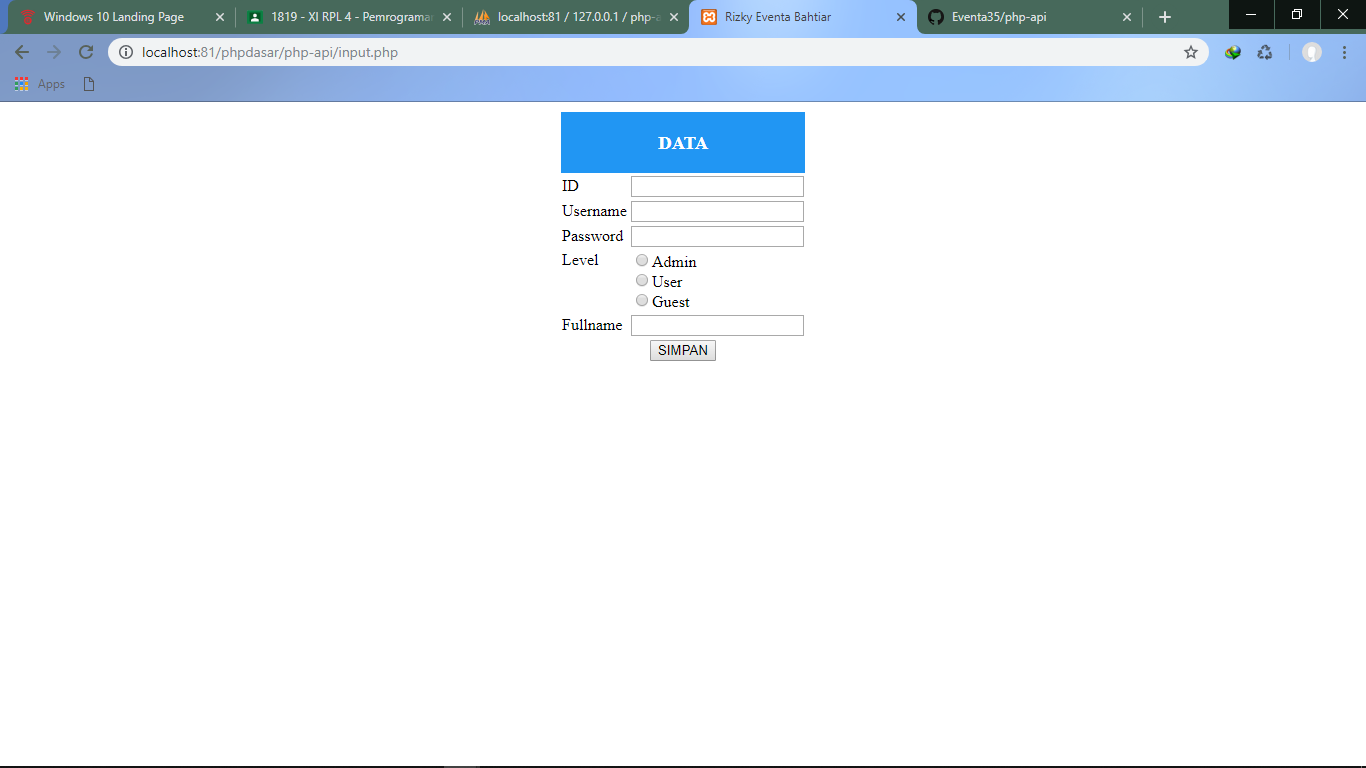 Windows 10 Landing Page
1819 - XI RPL 4 - Pemrograma
localhost:81 / 127.0.0.1 / php-a
Rizky Eventa Bahtiar
Eventa35/php-api
localhost:81/phpdasar/php-api/input.php
Apps
DATA
ID
Username
Password
Level
Admin
User
Guest
Fullname
SIMPAN